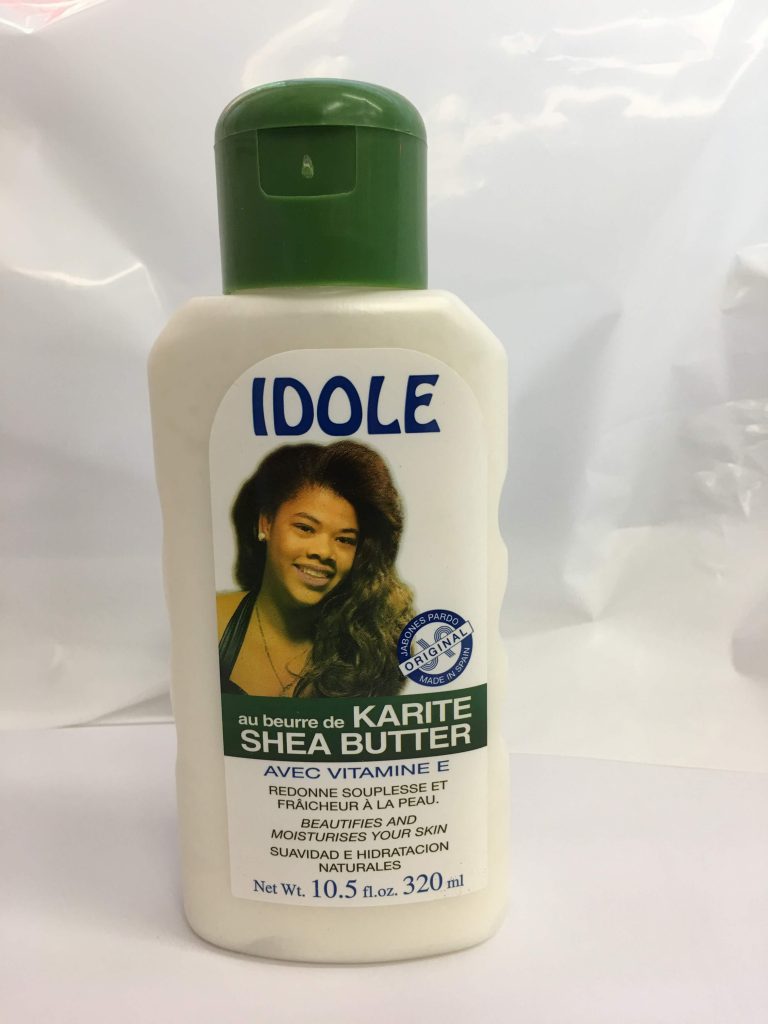 IDOLE
JABONES PARDO
ORIGINAL
MADE IN SPAIN
au beurre de KARITE
SHEA BUTTER
AVEC VITAMINE E
REDONNE SOUPLESSE ET
FRAÎCHEUR À LA PEAU.
BEAUTIFIES AND
MOISTURISES YOUR SKIN
SUAVIDAD E HIDRATACION
NATURALES
Net Wt. 10.5 fl.oz. 320 ml